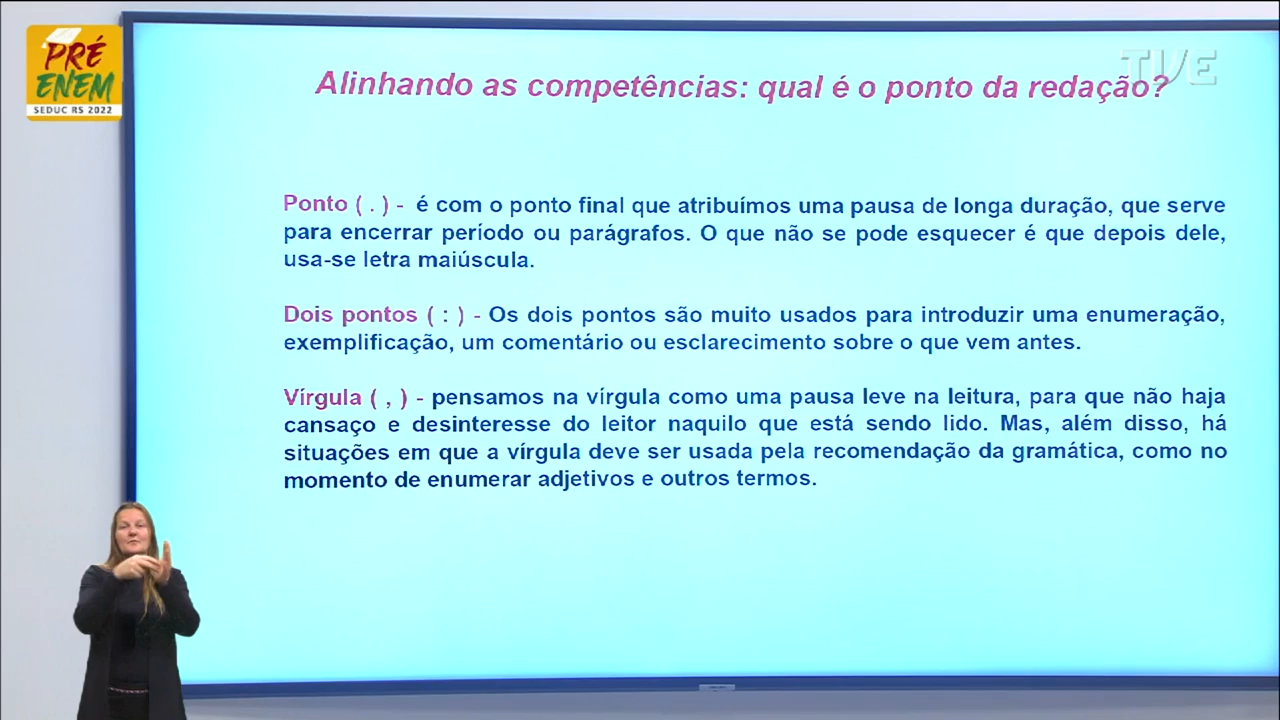 PRÉ
ENEM
SEDUC RS 2022
TVE
Alinhando as competências: qual é o ponto da redação?
Ponto ( . ) - é com o ponto final que atribuímos uma pausa de longa duração, que serve
para encerrar período ou parágrafos. O que não se pode esquecer é que depois dele,
usa-se letra maiúscula.
Dois pontos ( : ) - Os dois pontos são muito usados para introduzir uma enumeração,
exemplificação, um comentário ou esclarecimento sobre o que vem antes.
Vírgula ( , ) - pensamos na vírgula como uma pausa leve na leitura, para que não haja
cansaço e desinteresse do leitor naquilo que está sendo lido. Mas, além disso, há
situações em que a vírgula deve ser usada pela recomendação da gramática, como no
momento de enumerar adjetivos e outros termos.